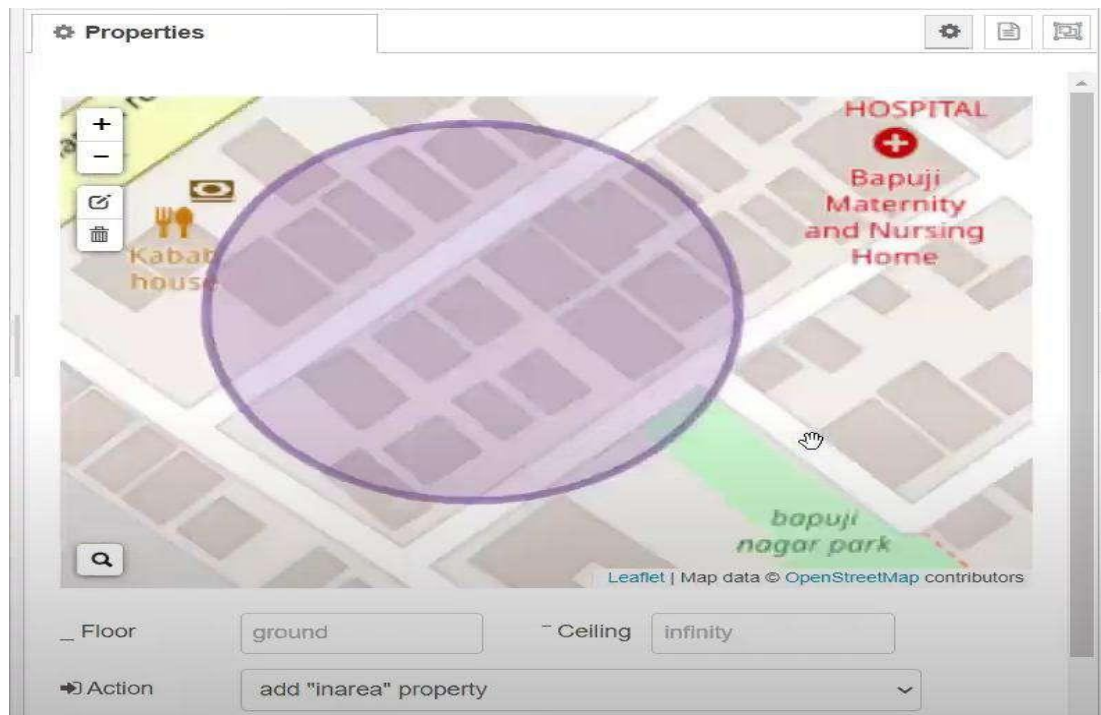 Properties
+
−
HOSPITAL
Bapuji
Maternity
and Nursing
Home
Kabab
house
bapuji
nagar park
Leaflet | Map data © OpenStreetMap contributors
Floor ground Ceiling infinity
Action add "inarea" property